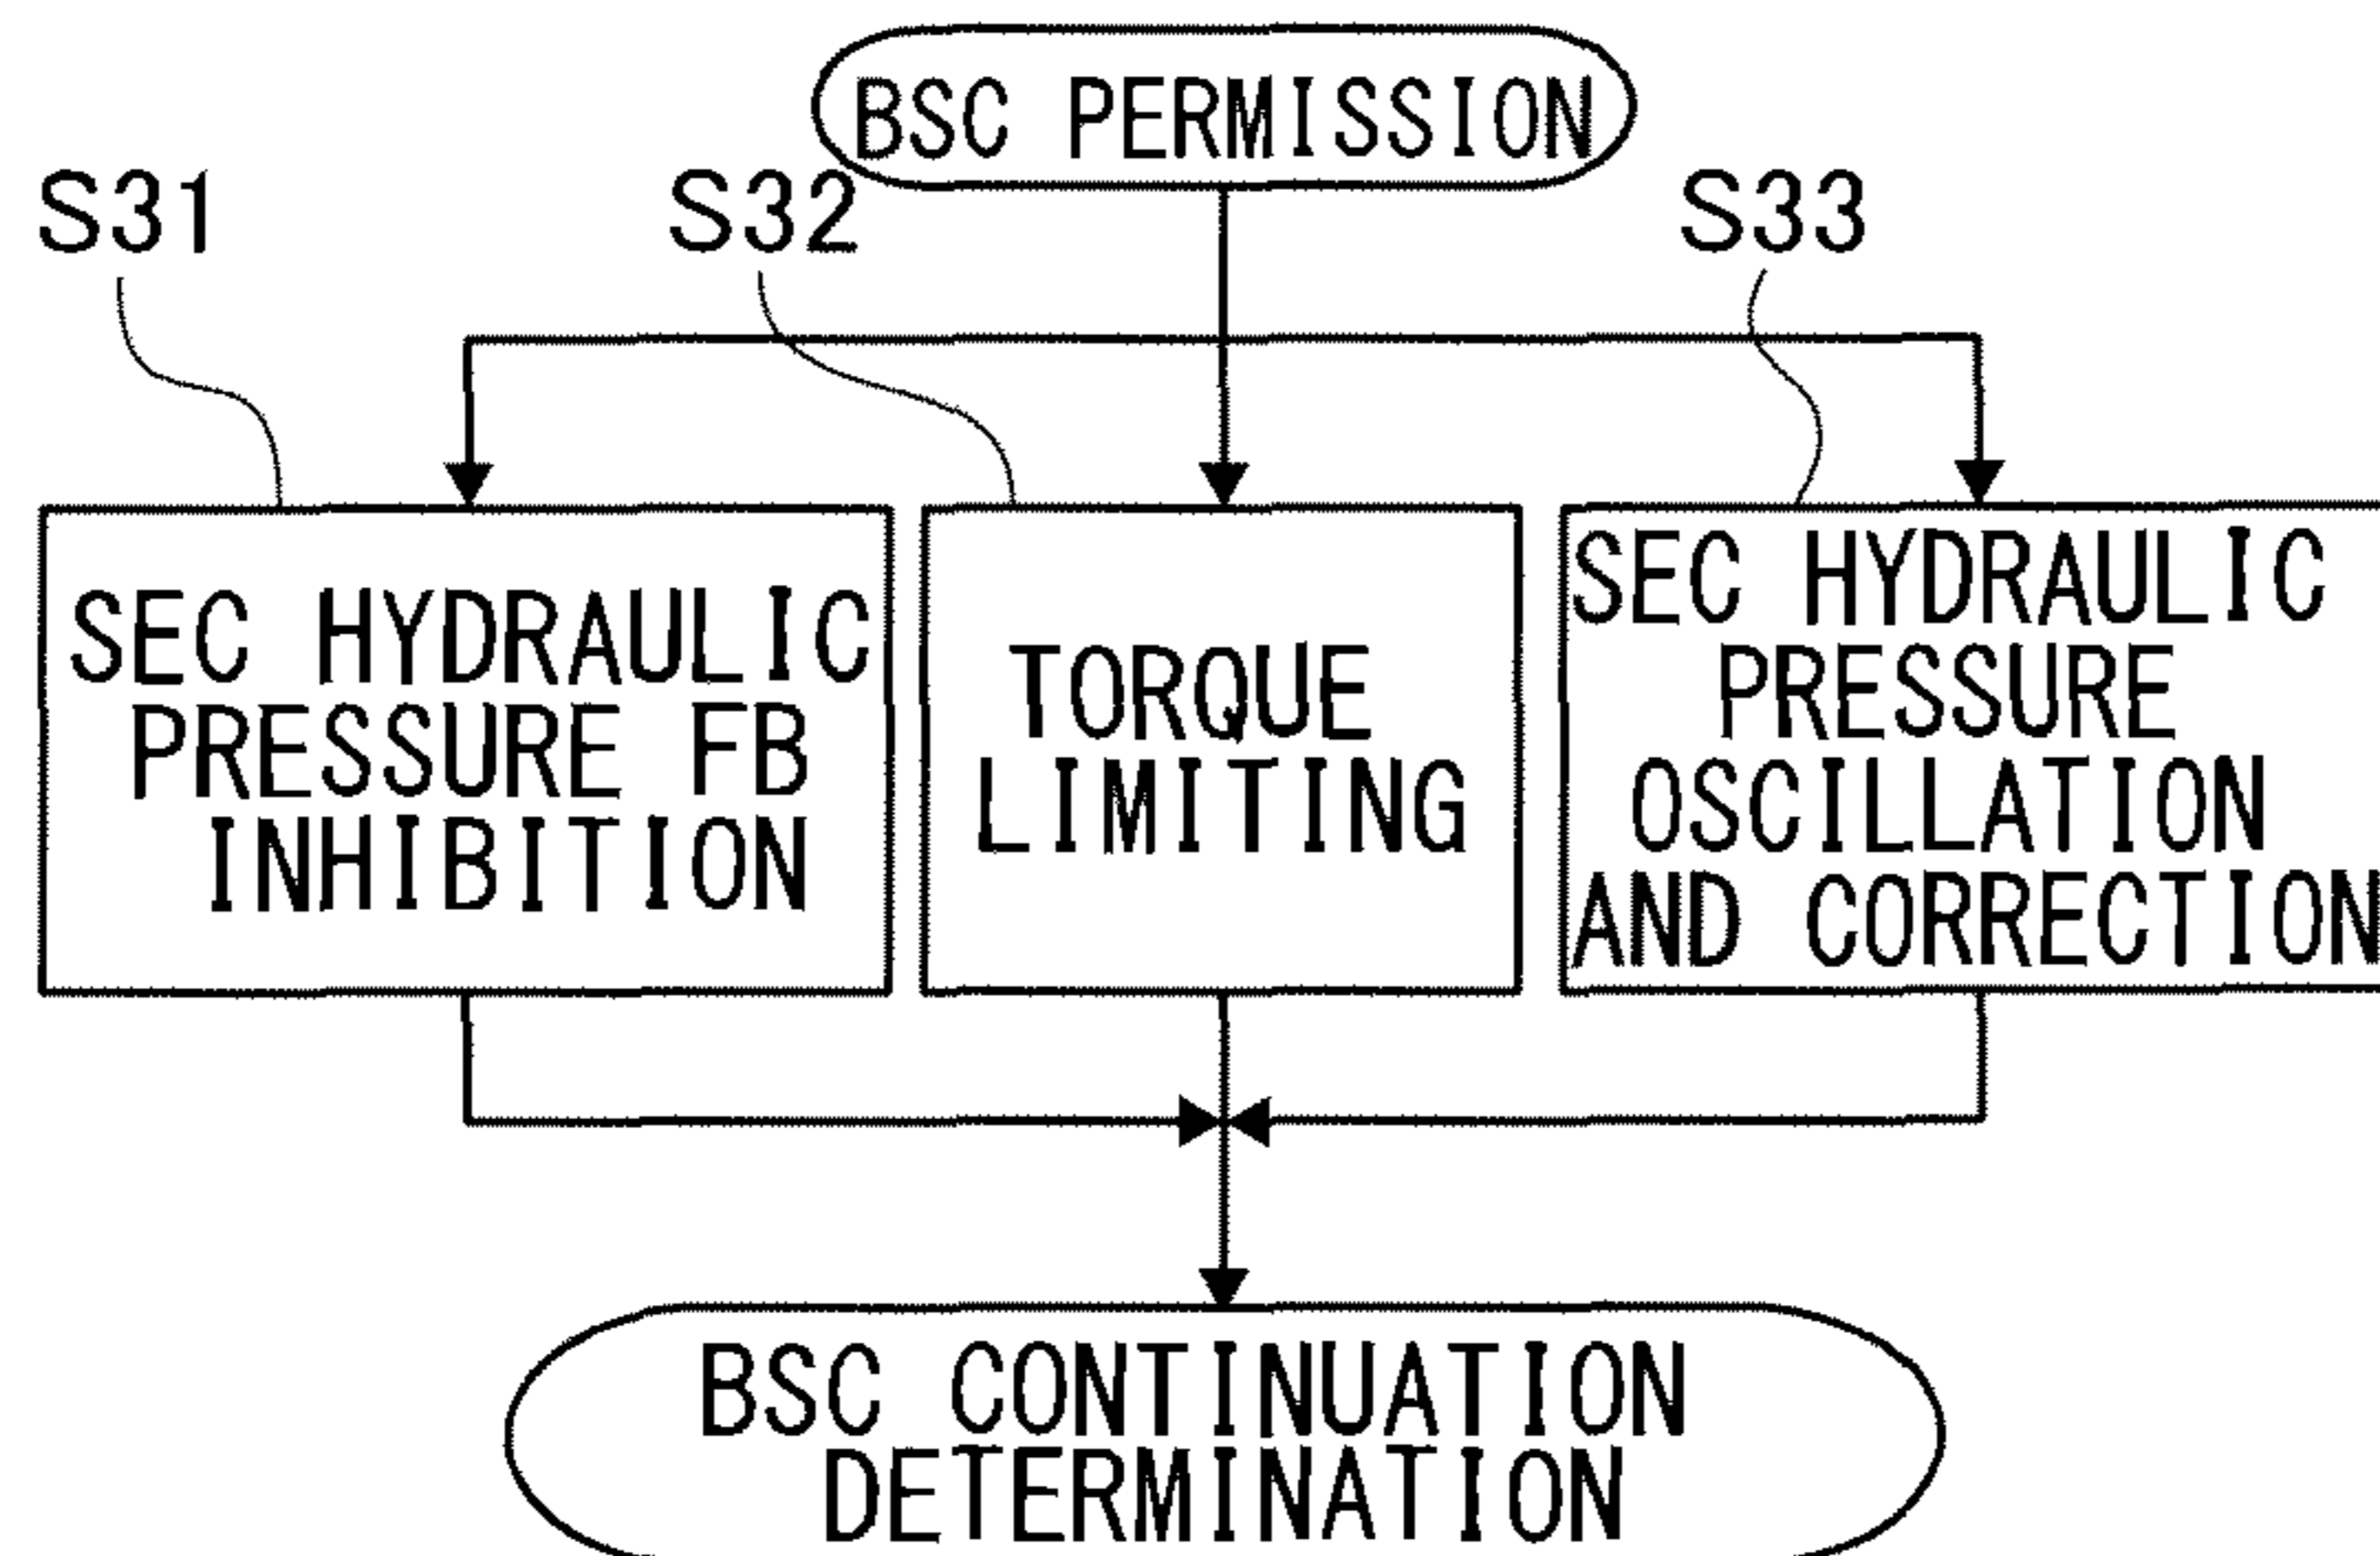 BSC PERMISSION
S31
S32
S33
SEC HYDRAULIC
PRESSURE FB
INHIBITION
TORQUE
LIMITING
SEC HYDRAULIC
PRESSURE
OSCILLATION
AND CORRECTION
BSC CONTINUATION
DETERMINATION